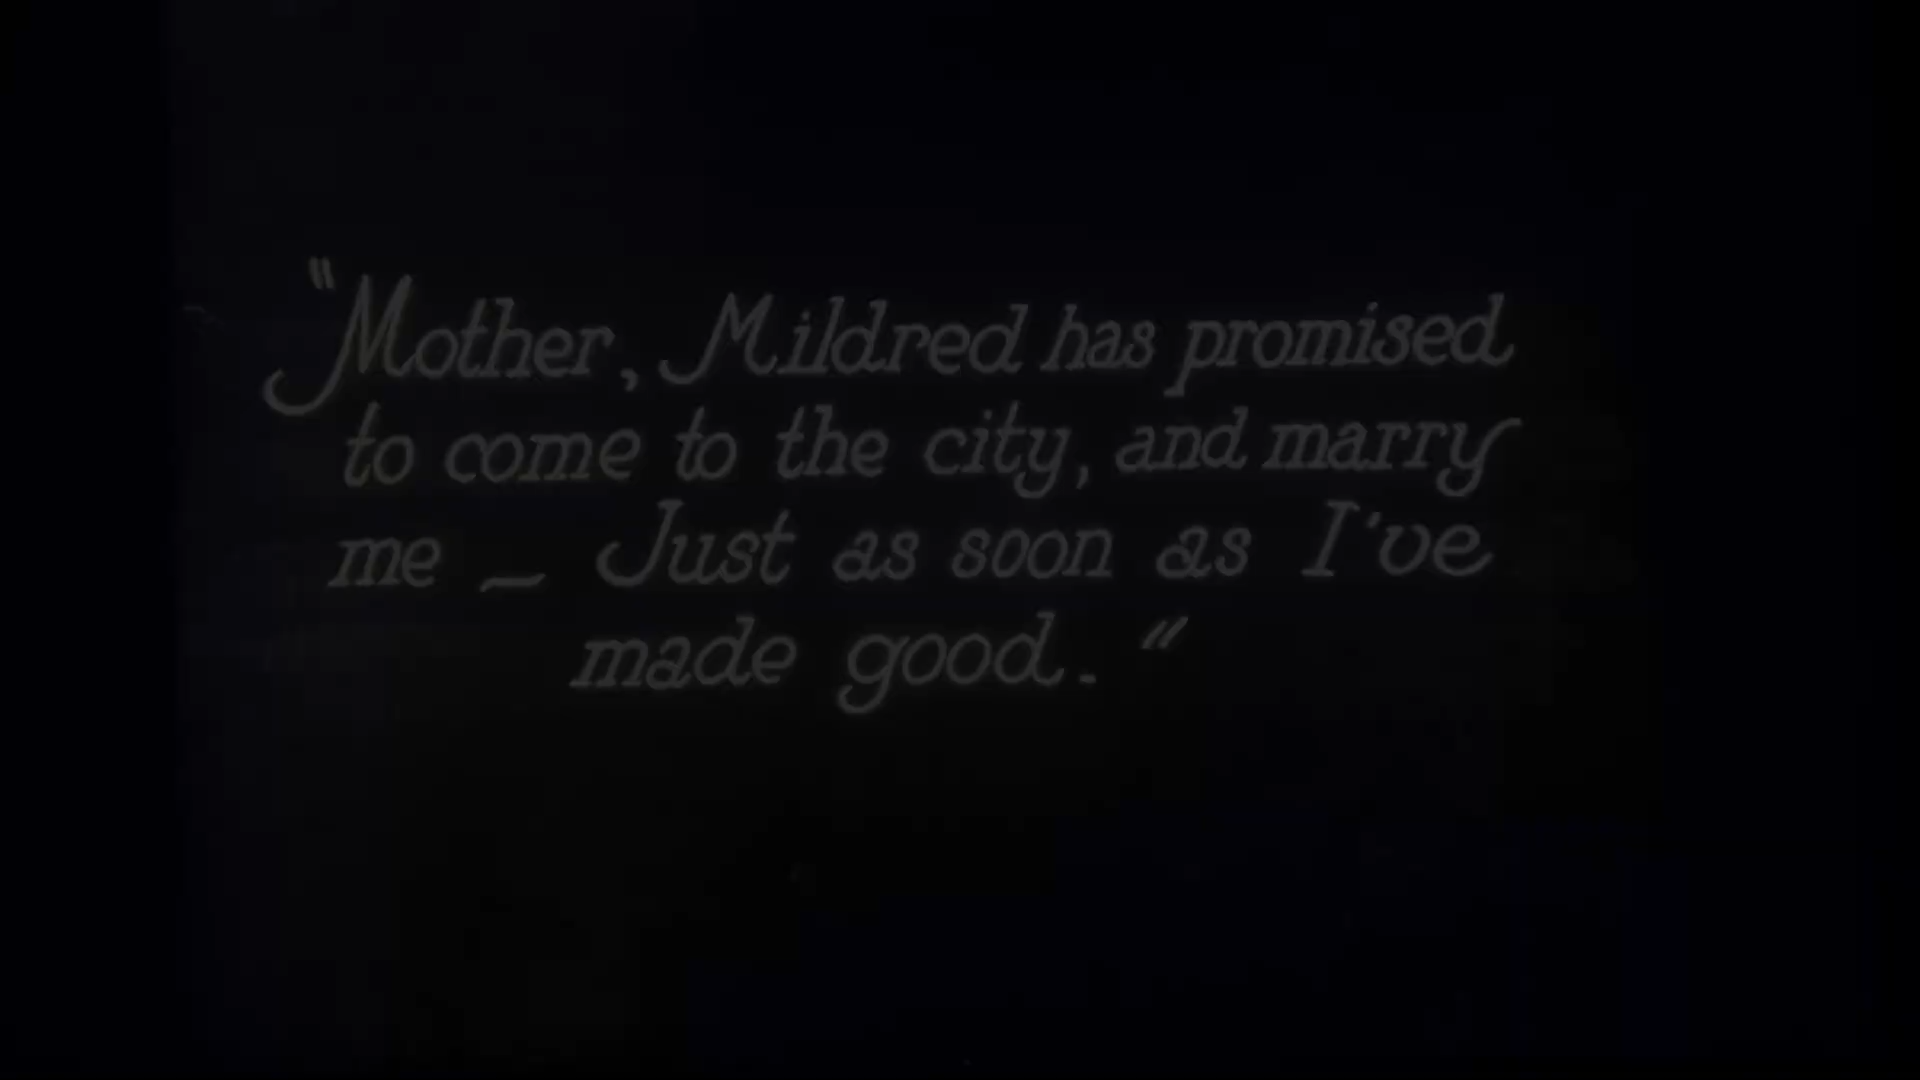 "Mother, Mildred has promised
to come to the city, and marry
me _ Just as soon as I've
made good."